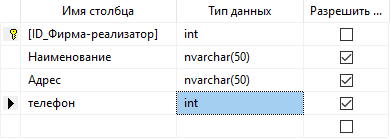 Имя столбца Тип данных Разрешить ...
[ID_Фирма-реализатор] int
Наименование nvarchar(50)
Адрес nvarchar(50)
телефон int